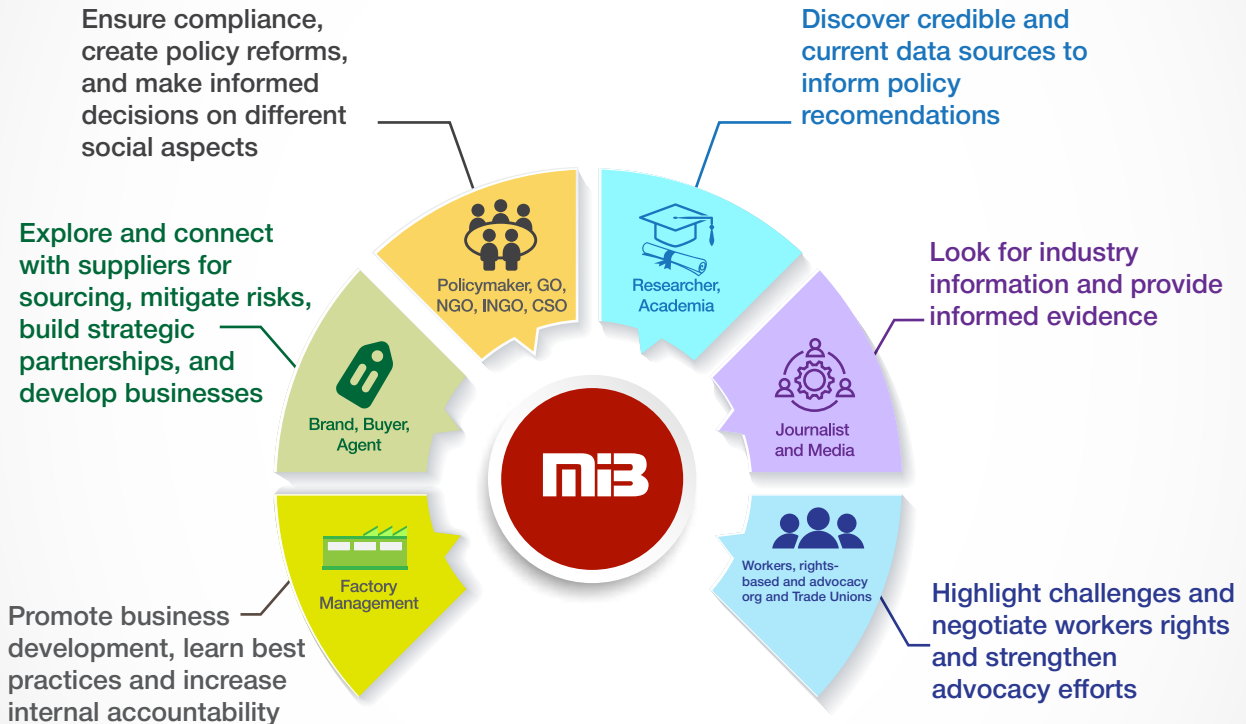 Ensure compliance,
create policy reforms,
and make informed
decisions on different
social aspects
Discover credible and
current data sources to
inform policy
recomendations
Explore and connect
with suppliers for
sourcing, mitigate risks,
build strategic
partnerships, and
develop businesses
Policymaker, GO,
NGO, INGO, CSO
Researcher,
Academia
Look for industry
information and provide
informed evidence
Brand, Buyer,
Agent
Journalist
and Media
MiB
Factory
Management
Workers, rights-
based and advocacy
org and Trade Unions
Promote business
development, learn best
practices and increase
internal accountability
Highlight challenges and
negotiate workers rights
and strengthen
advocacy efforts